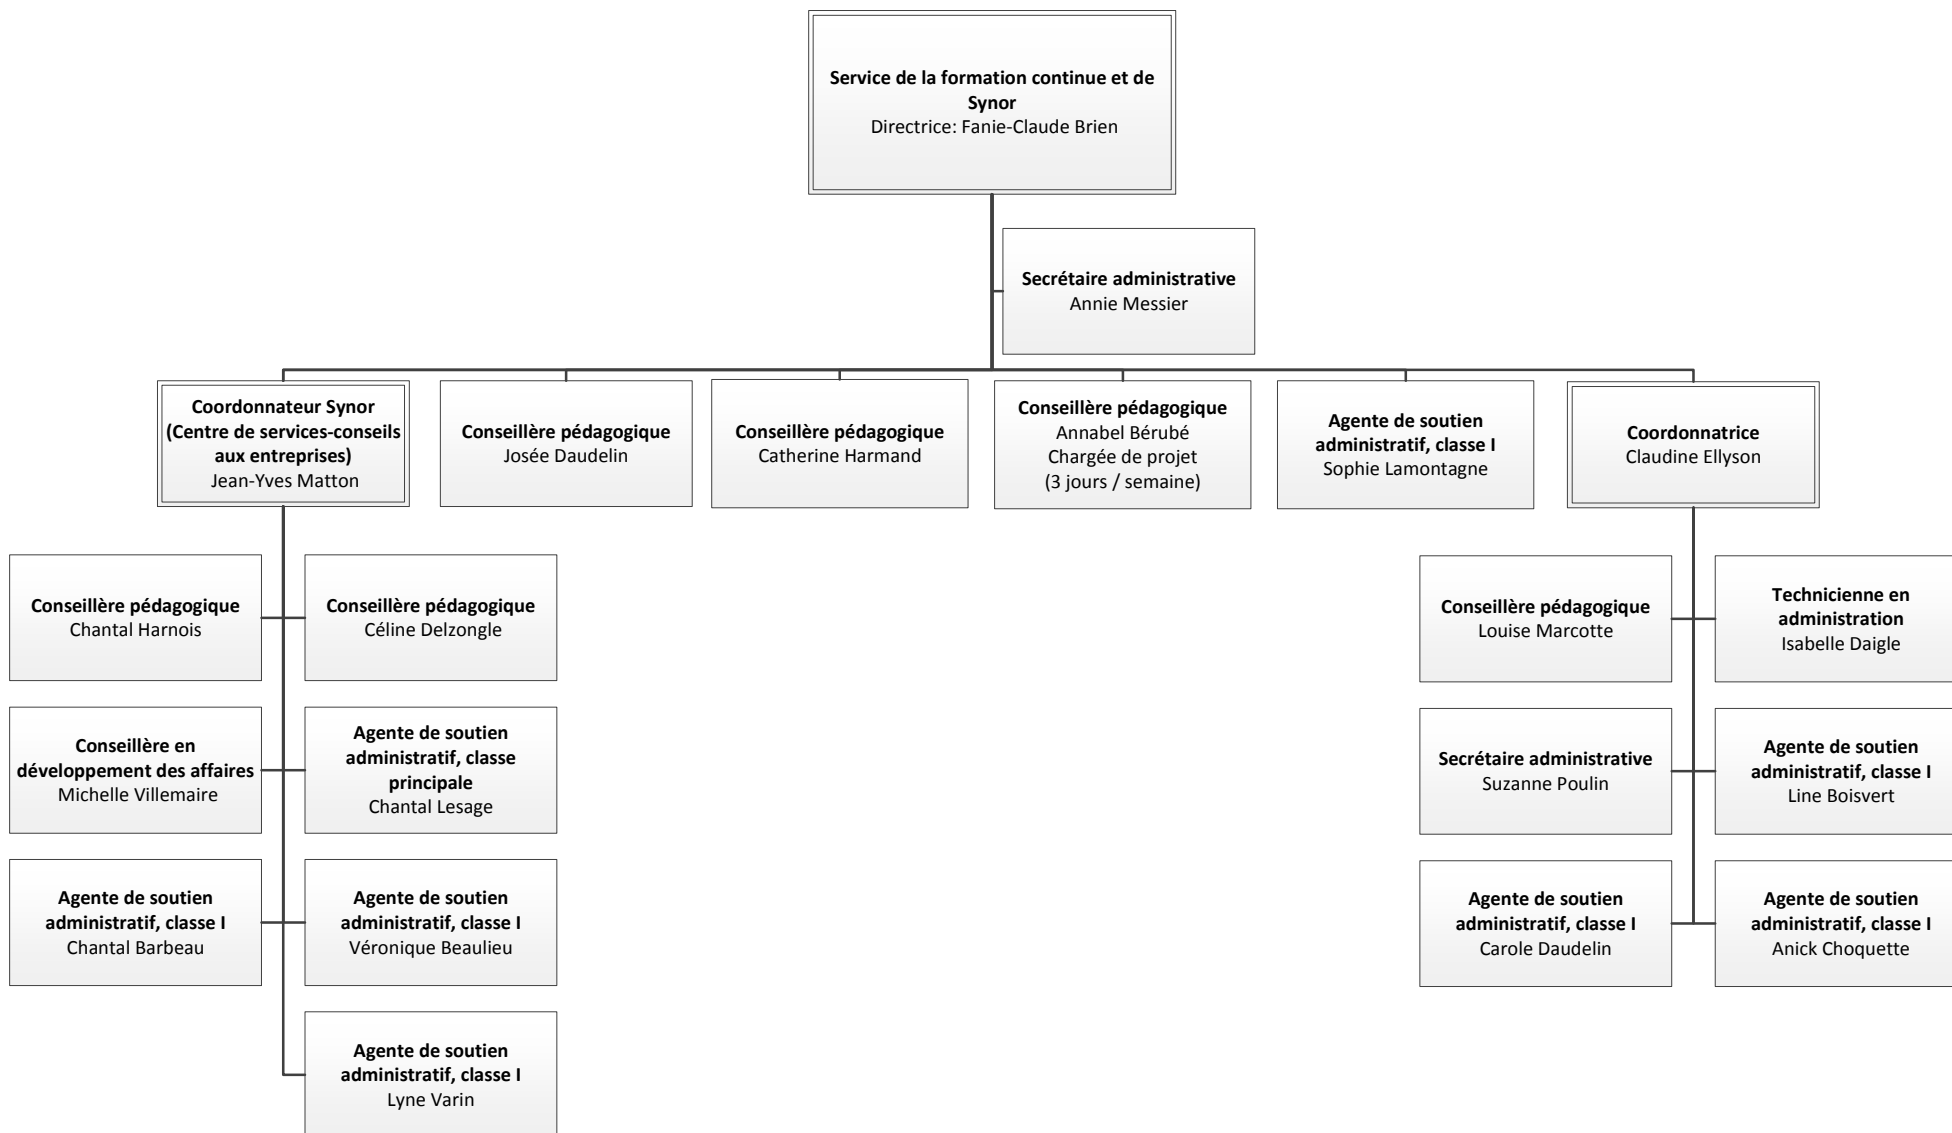 Service de la formation continue et de
Synor
Directrice: Fanie-Claude Brien
Secrétaire administrative
Annie Messier
Coordonnateur Synor
(Centre de services-conseils
aux entreprises)
Jean-Yves Matton
Conseillère pédagogique
Josée Daudelin
Conseillère pédagogique
Catherine Harmand
Conseillère pédagogique
Annabel Bérubé
Chargée de projet
(3 jours / semaine)
Agente de soutien
administratif, classe I
Sophie Lamontagne
Coordonnatrice
Claudine Ellyson
Conseillère pédagogique
Chantal Harnois
Conseillère pédagogique
Céline Delzongle
Conseillère en
développement des affaires
Michelle Villemaire
Agente de soutien
administratif, classe
principale
Chantal Lesage
Agente de soutien
administratif, classe I
Chantal Barbeau
Agente de soutien
administratif, classe I
Véronique Beaulieu
Agente de soutien
administratif, classe I
Lyne Varin
Conseillère pédagogique
Louise Marcotte
Technicienne en
administration
Isabelle Daigle
Secrétaire administrative
Suzanne Poulin
Agente de soutien
administratif, classe I
Line Boisvert
Agente de soutien
administratif, classe I
Carole Daudelin
Agente de soutien
administratif, classe I
Anick Choquette